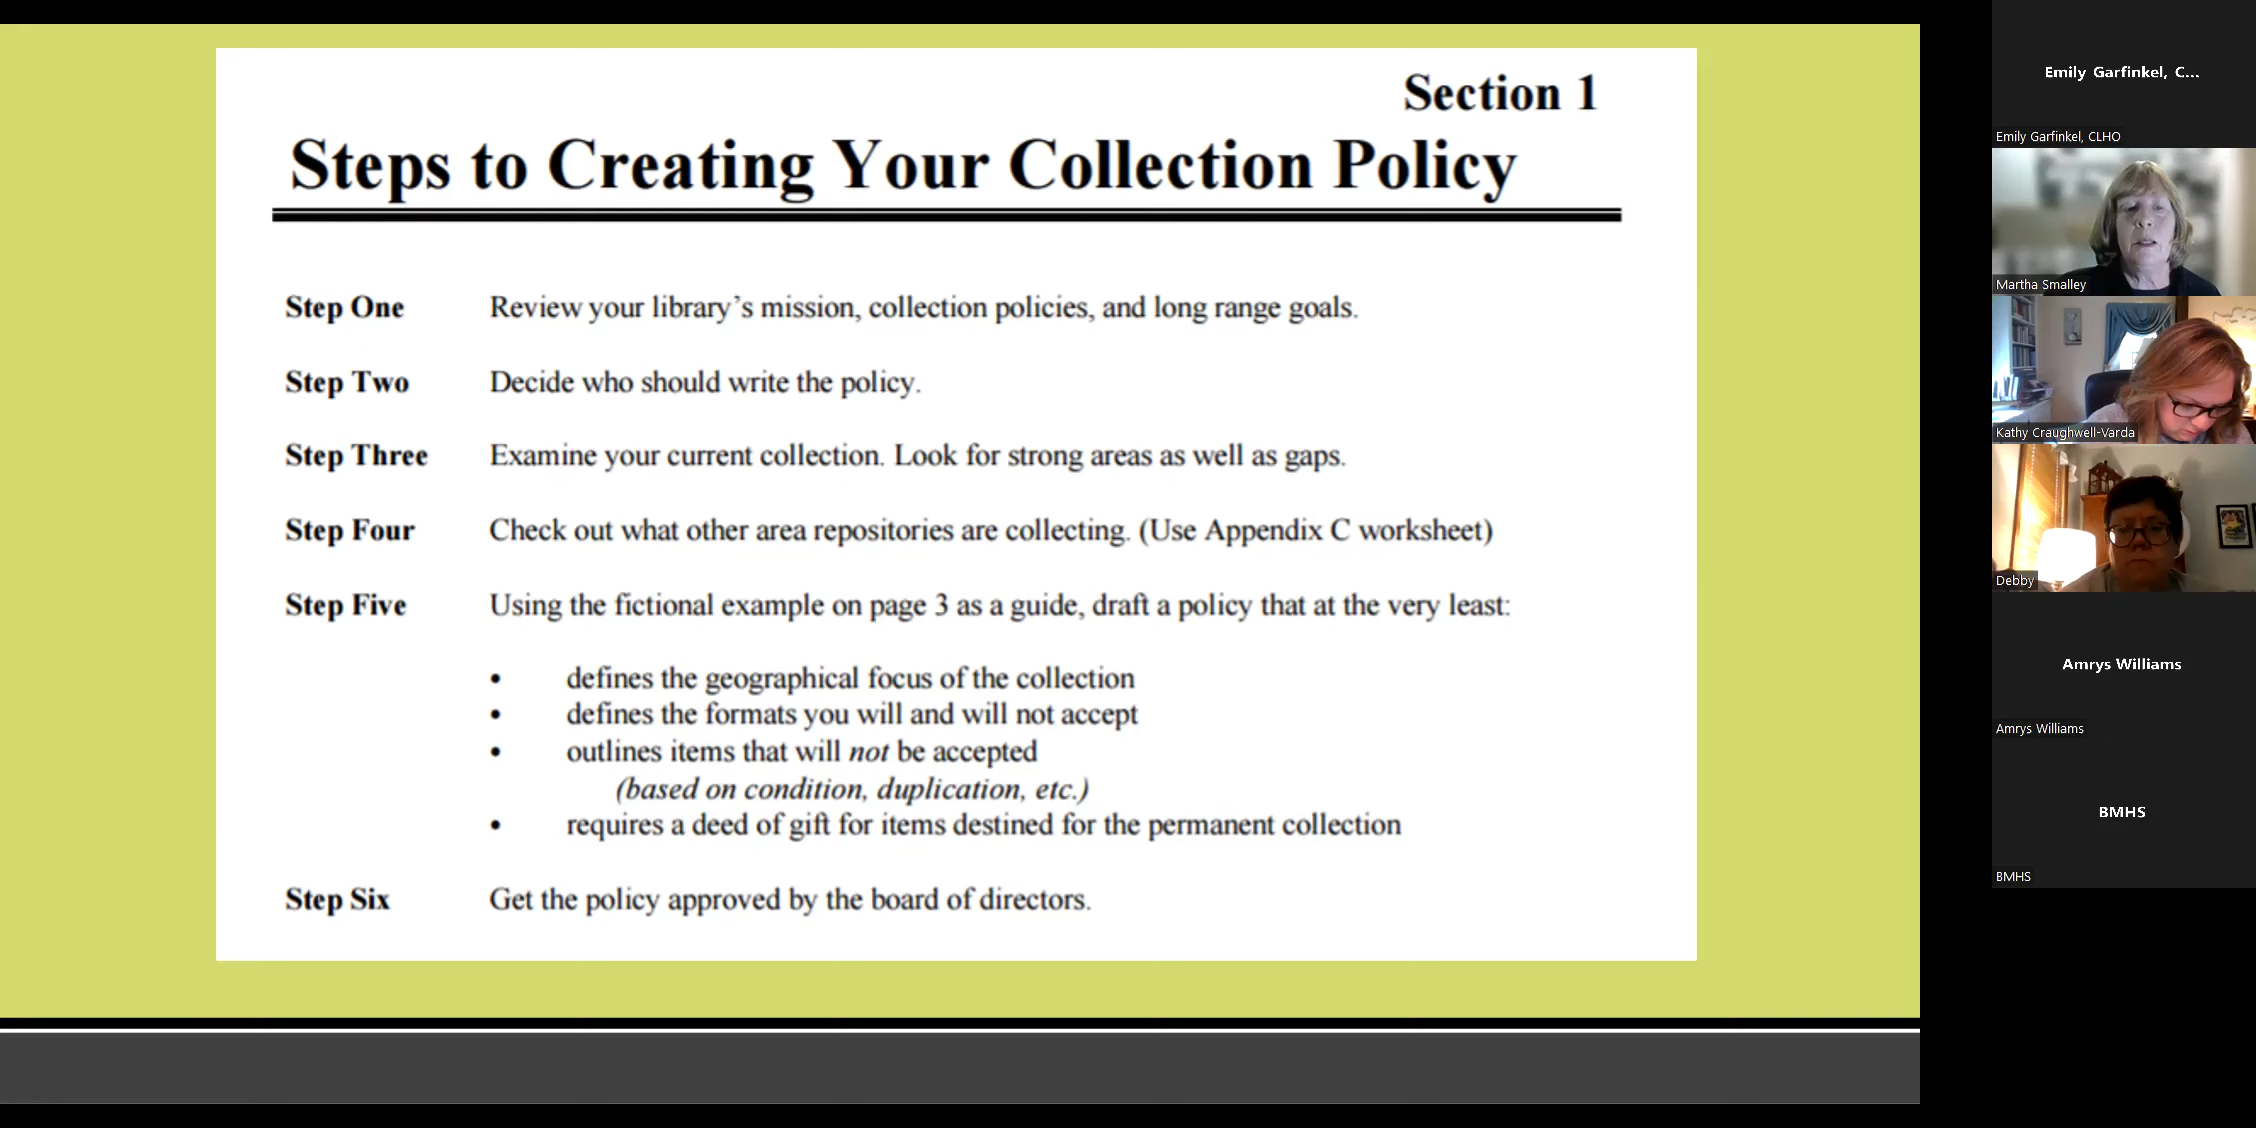 Section 1
Steps to Creating Your Collection Policy
Step One Review your library’s mission, collection policies, and long range goals.
Step Two Decide who should write the policy.
Step Three Examine your current collection. Look for strong areas as well as gaps.
Step Four Check out what other area repositories are collecting. (Use Appendix C worksheet)
Step Five Using the fictional example on page 3 as a guide, draft a policy that at the very least:
• defines the geographical focus of the collection
• defines the formats you will and will not accept
• outlines items that will not be accepted
(based on condition, duplication, etc.)
• requires a deed of gift for items destined for the permanent collection
Step Six Get the policy approved by the board of directors.
Emily Garfinkel, C...
Emily Garfinkel, CLHO
Martha Smalley
Kathy Craughwell-Varda
Debby
Amrys Williams
Amrys Williams
BMHS
BMHS